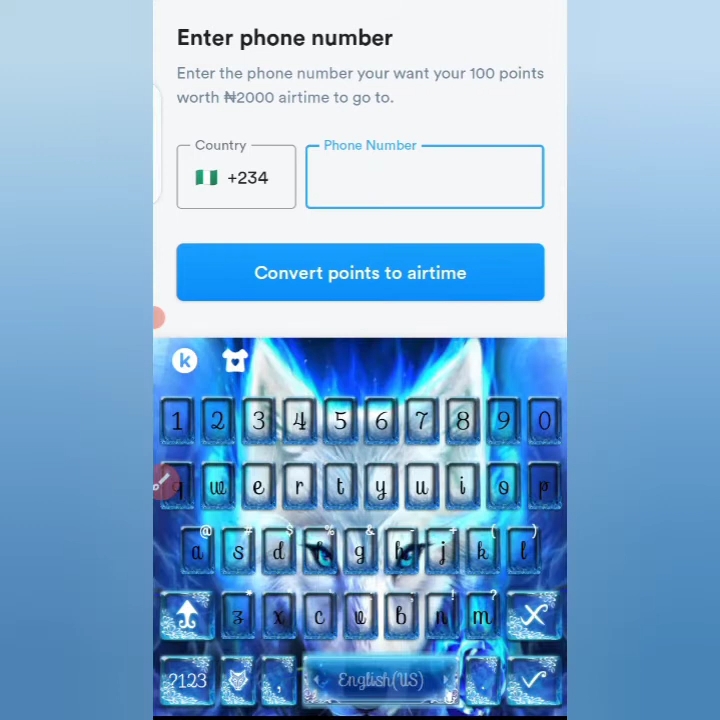 Enter phone number
Enter the phone number your want your 100 points
worth ₦2000 airtime to go to.
Country
Phone Number
+234
Convert points to airtime
k
1 2 3 4 5 6 7 8 9 0
q w e r t y u i o p
@ # $ % & - + ( )
a s d f g h j k l
* : ; ! ?
z x c v b n m
?123 , English(US) .